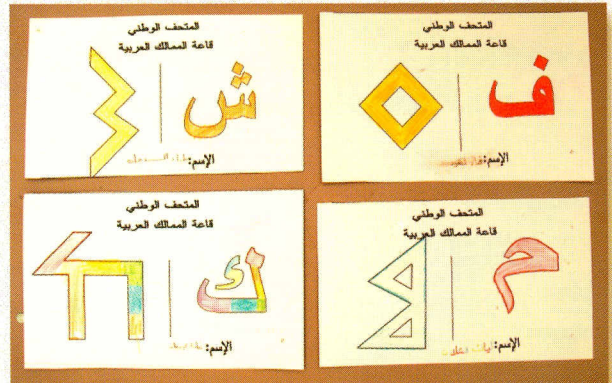 المتحف الوطني
قاعة الممالك العربية
ف
الإسم:
المتحف الوطني
قاعة الممالك العربية
ش
الإسم:
المتحف الوطني
قاعة الممالك العربية
م
الإسم:
المتحف الوطني
قاعة الممالك العربية
ك
الإسم: